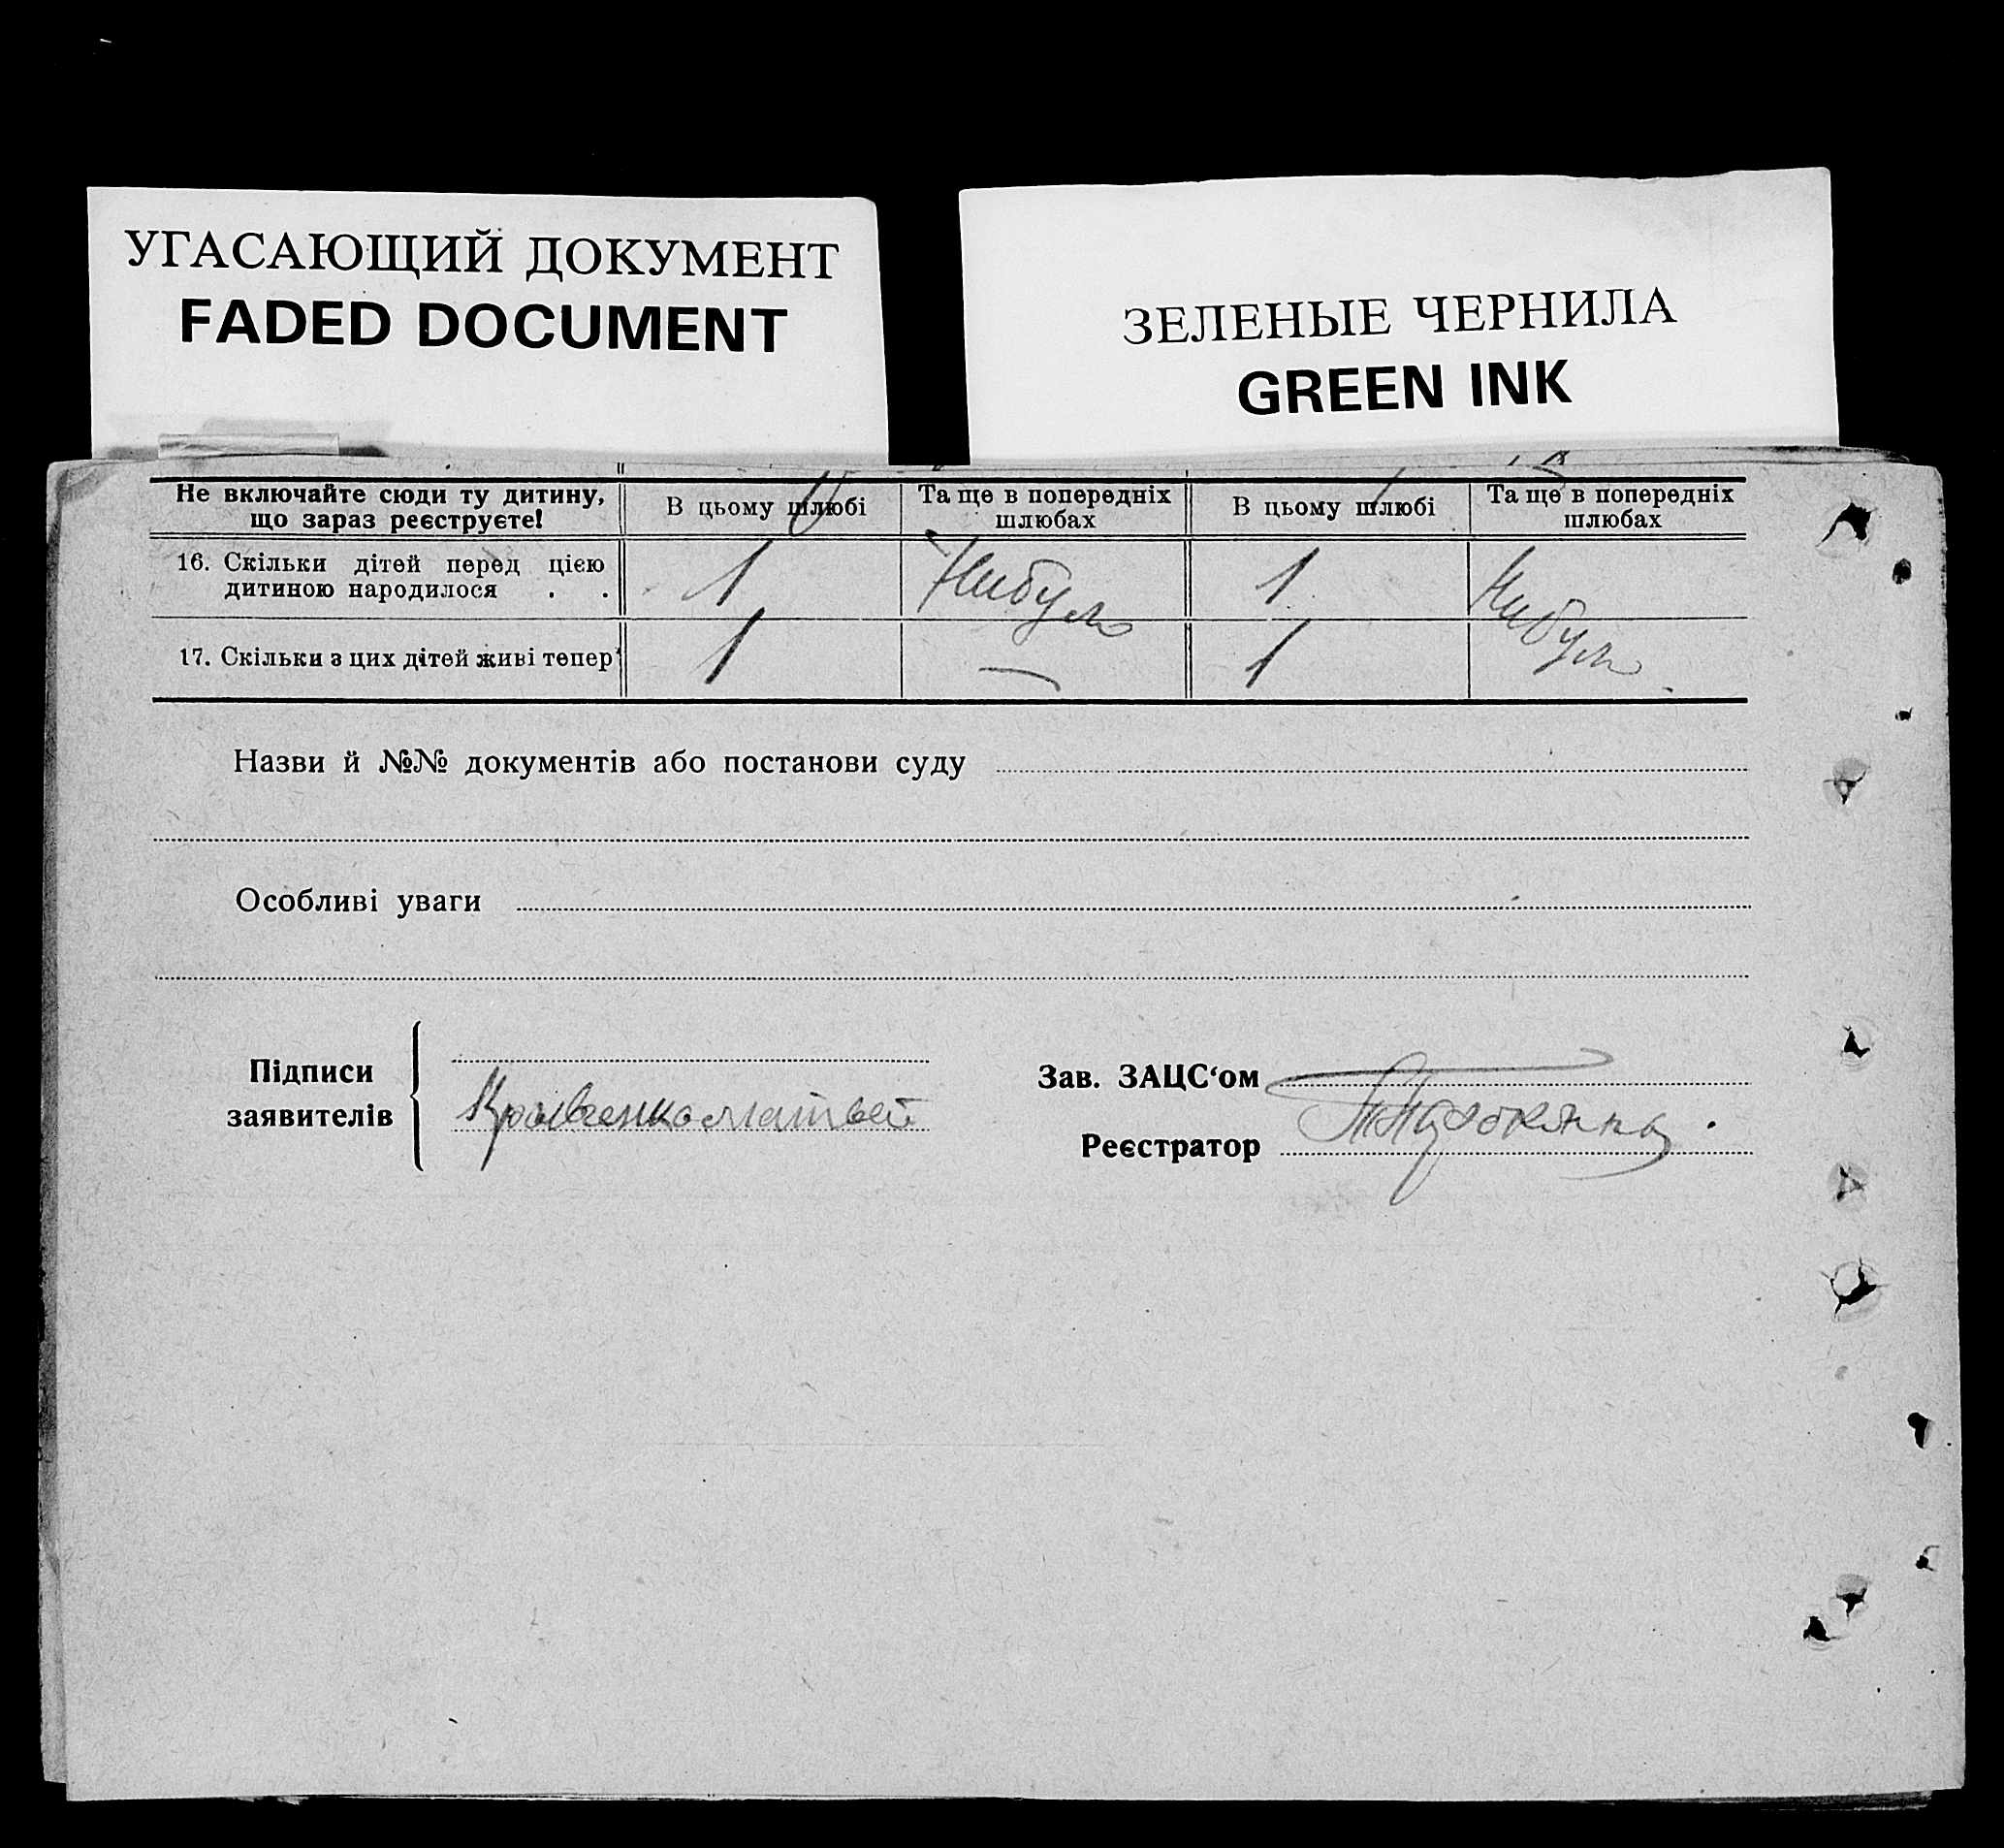 УГАСАЮЩИЙ ДОКУМЕНТ
FADED DOCUMENT
ЗЕЛЕНЫЕ ЧЕРНИЛА
GREEN INK
Не включайте сюди ту дитину, що зараз реєструєте!
В цьому шлюбі
Та ще в попередніх шлюбах
В цьому шлюбі
Та ще в попередніх шлюбах
16. Скільки дітей перед цією дитиною народилося . .
1
Нибуло
1
Нибуло
17. Скільки з цих дітей живі тепер
1
—
1
Назви й №№ документів або постанови суду
Особливі уваги
Підписи заявителів
Кравченко Матвей
Зав. ЗАЦС‘ом
Реєстратор